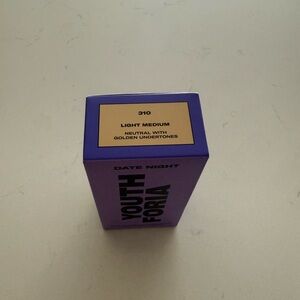 310
LIGHT MEDIUM
NEUTRAL WITH
GOLDEN UNDERTONES
DATE NIGHT
YOUTH
FORIA